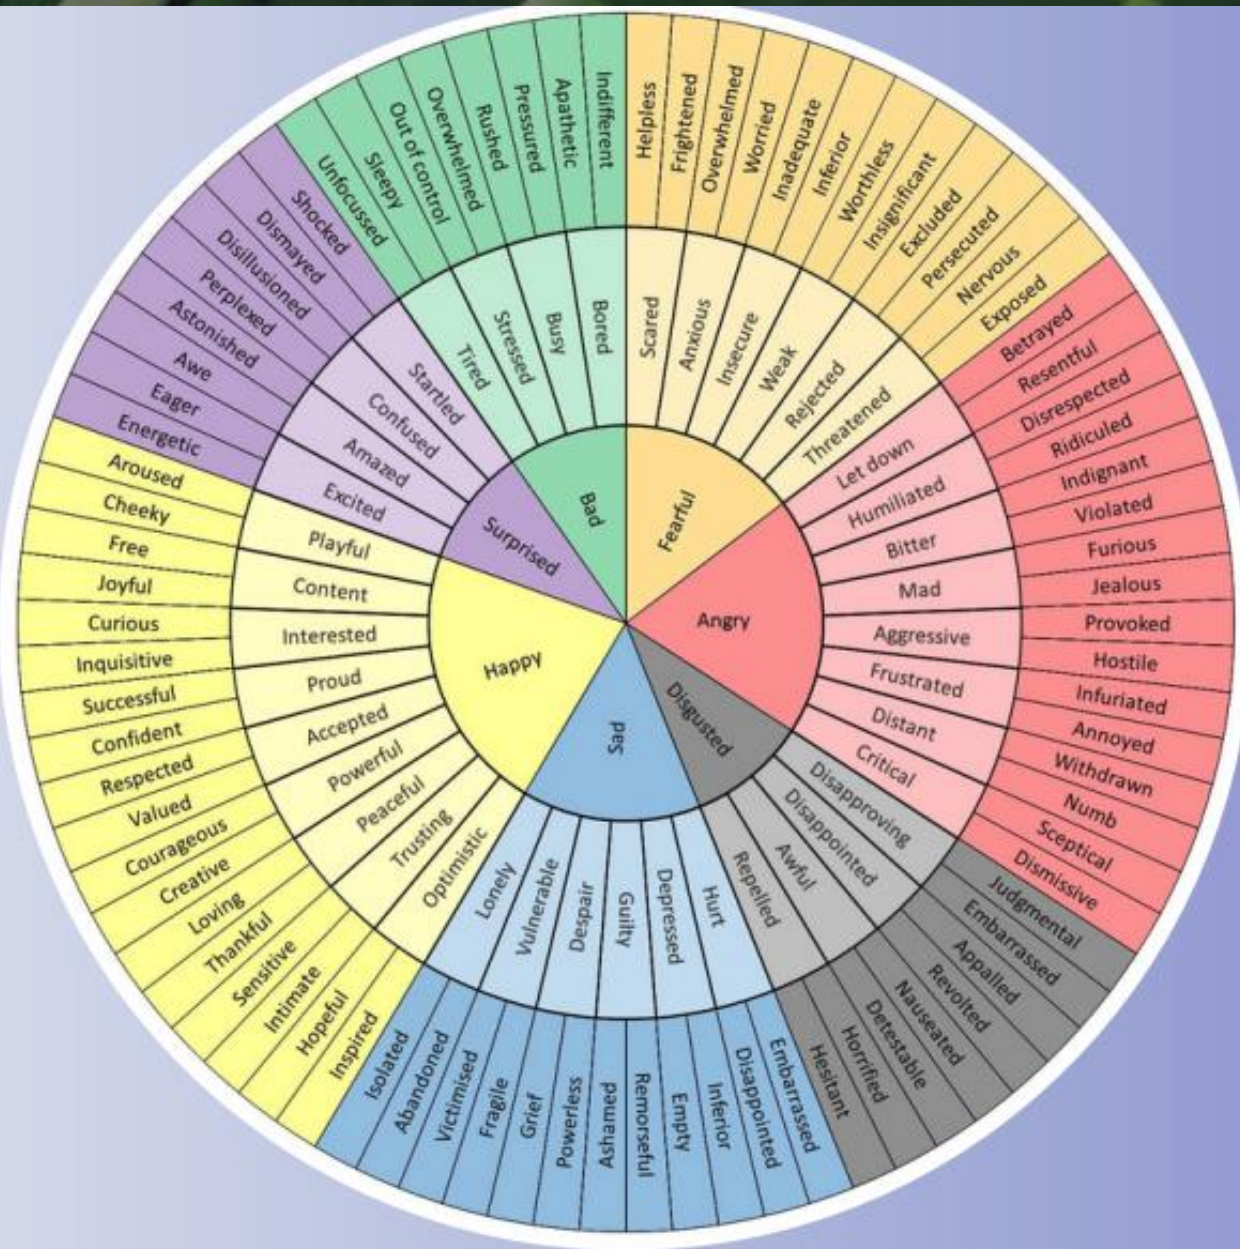 Bad
Fearful
Angry
Disgusted
Sad
Happy
Surprised
Tired
Stressed
Busy
Bored
Scared
Anxious
Insecure
Weak
Rejected
Threatened
Let down
Humiliated
Bitter
Mad
Aggressive
Frustrated
Distant
Critical
Disapproving
Disappointed
Awful
Repelled
Hurt
Depressed
Guilty
Despair
Vulnerable
Lonely
Optimistic
Trusting
Peaceful
Powerful
Accepted
Proud
Interested
Content
Playful
Excited
Amazed
Confused
Startled
Unfocussed
Sleepy
Out of control
Overwhelmed
Rushed
Pressured
Apathetic
Indifferent
Helpless
Frightened
Overwhelmed
Worried
Inadequate
Inferior
Worthless
Insignificant
Excluded
Persecuted
Nervous
Exposed
Betrayed
Resentful
Disrespected
Ridiculed
Indignant
Violated
Furious
Jealous
Provoked
Hostile
Infuriated
Annoyed
Withdrawn
Numb
Sceptical
Dismissive
Judgmental
Embarrassed
Appalled
Revolted
Nauseated
Detestable
Horrified
Hesitant
Embarrassed
Disappointed
Inferior
Empty
Remorseful
Ashamed
Powerless
Grief
Fragile
Victimised
Abandoned
Isolated
Inspired
Hopeful
Intimate
Sensitive
Thankful
Loving
Creative
Courageous
Valued
Respected
Confident
Successful
Inquisitive
Curious
Joyful
Free
Cheeky
Aroused
Energetic
Eager
Awe
Astonished
Perplexed
Disillusioned
Dismayed
Shocked